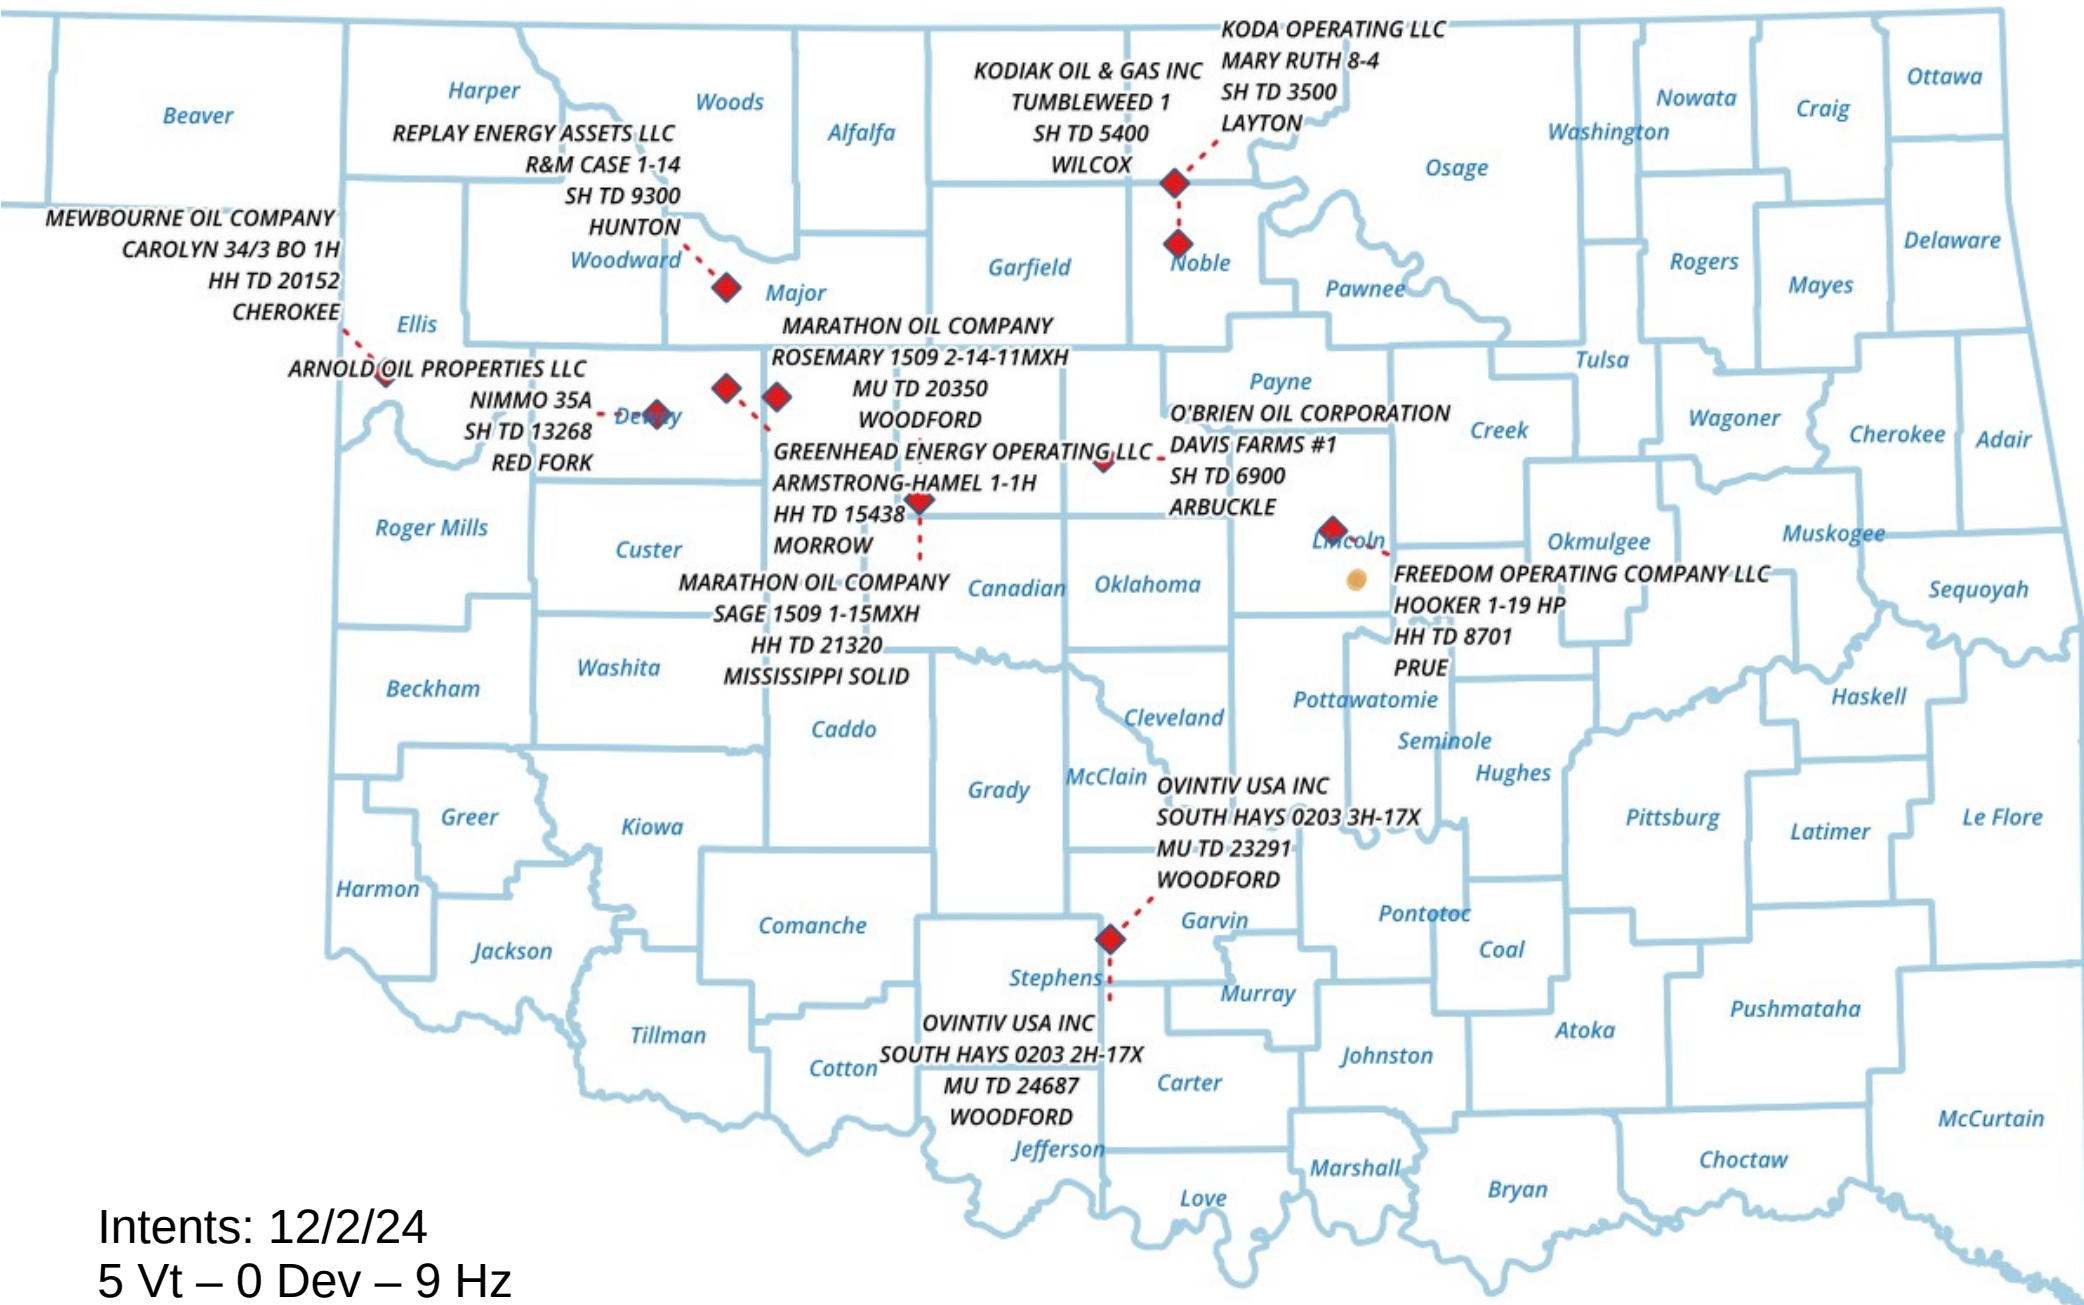 KODA OPERATING LLC
MARY RUTH 8-4
SH TD 3500
LAYTON
KODIAK OIL & GAS INC
TUMBLEWEED 1
SH TD 5400
WILCOX
REPLAY ENERGY ASSETS LLC
R&M CASE 1-14
SH TD 9300
HUNTON
MEWBOURNE OIL COMPANY
CAROLYN 34/3 BO 1H
HH TD 20152
CHEROKEE
ARNOLD OIL PROPERTIES LLC
NIMMO 35A
SH TD 13268
RED FORK
MARATHON OIL COMPANY
ROSEMARY 1509 2-14-11MXH
MU TD 20350
WOODFORD
GREENHEAD ENERGY OPERATING LLC
ARMSTRONG-HAMEL 1-1H
HH TD 15438
MORROW
O'BRIEN OIL CORPORATION
DAVIS FARMS #1
SH TD 6900
ARBUCKLE
MARATHON OIL COMPANY
SAGE 1509 1-15MXH
HH TD 21320
MISSISSIPPI SOLID
FREEDOM OPERATING COMPANY LLC
HOOKER 1-19 HP
HH TD 8701
PRUE
OVINTIV USA INC
SOUTH HAYS 0203 3H-17X
MU TD 23291
WOODFORD
OVINTIV USA INC
SOUTH HAYS 0203 2H-17X
MU TD 24687
WOODFORD
Beaver
Harper
Woods
Alfalfa
Osage
Washington
Nowata
Craig
Ottawa
Delaware
Ellis
Woodward
Major
Garfield
Noble
Pawnee
Rogers
Mayes
Dewey
Payne
Tulsa
Creek
Wagoner
Cherokee
Adair
Roger Mills
Custer
Canadian
Oklahoma
Lincoln
Okmulgee
Muskogee
Sequoyah
Beckham
Washita
Caddo
Grady
McClain
Cleveland
Pottawatomie
Seminole
Hughes
Haskell
Pittsburg
Latimer
Le Flore
Greer
Kiowa
Harmon
Jackson
Comanche
Stephens
Garvin
Pontotoc
Coal
Murray
Tillman
Cotton
Carter
Johnston
Atoka
Pushmataha
McCurtain
Jefferson
Love
Marshall
Bryan
Choctaw
Intents: 12/2/24
5 Vt – 0 Dev – 9 Hz